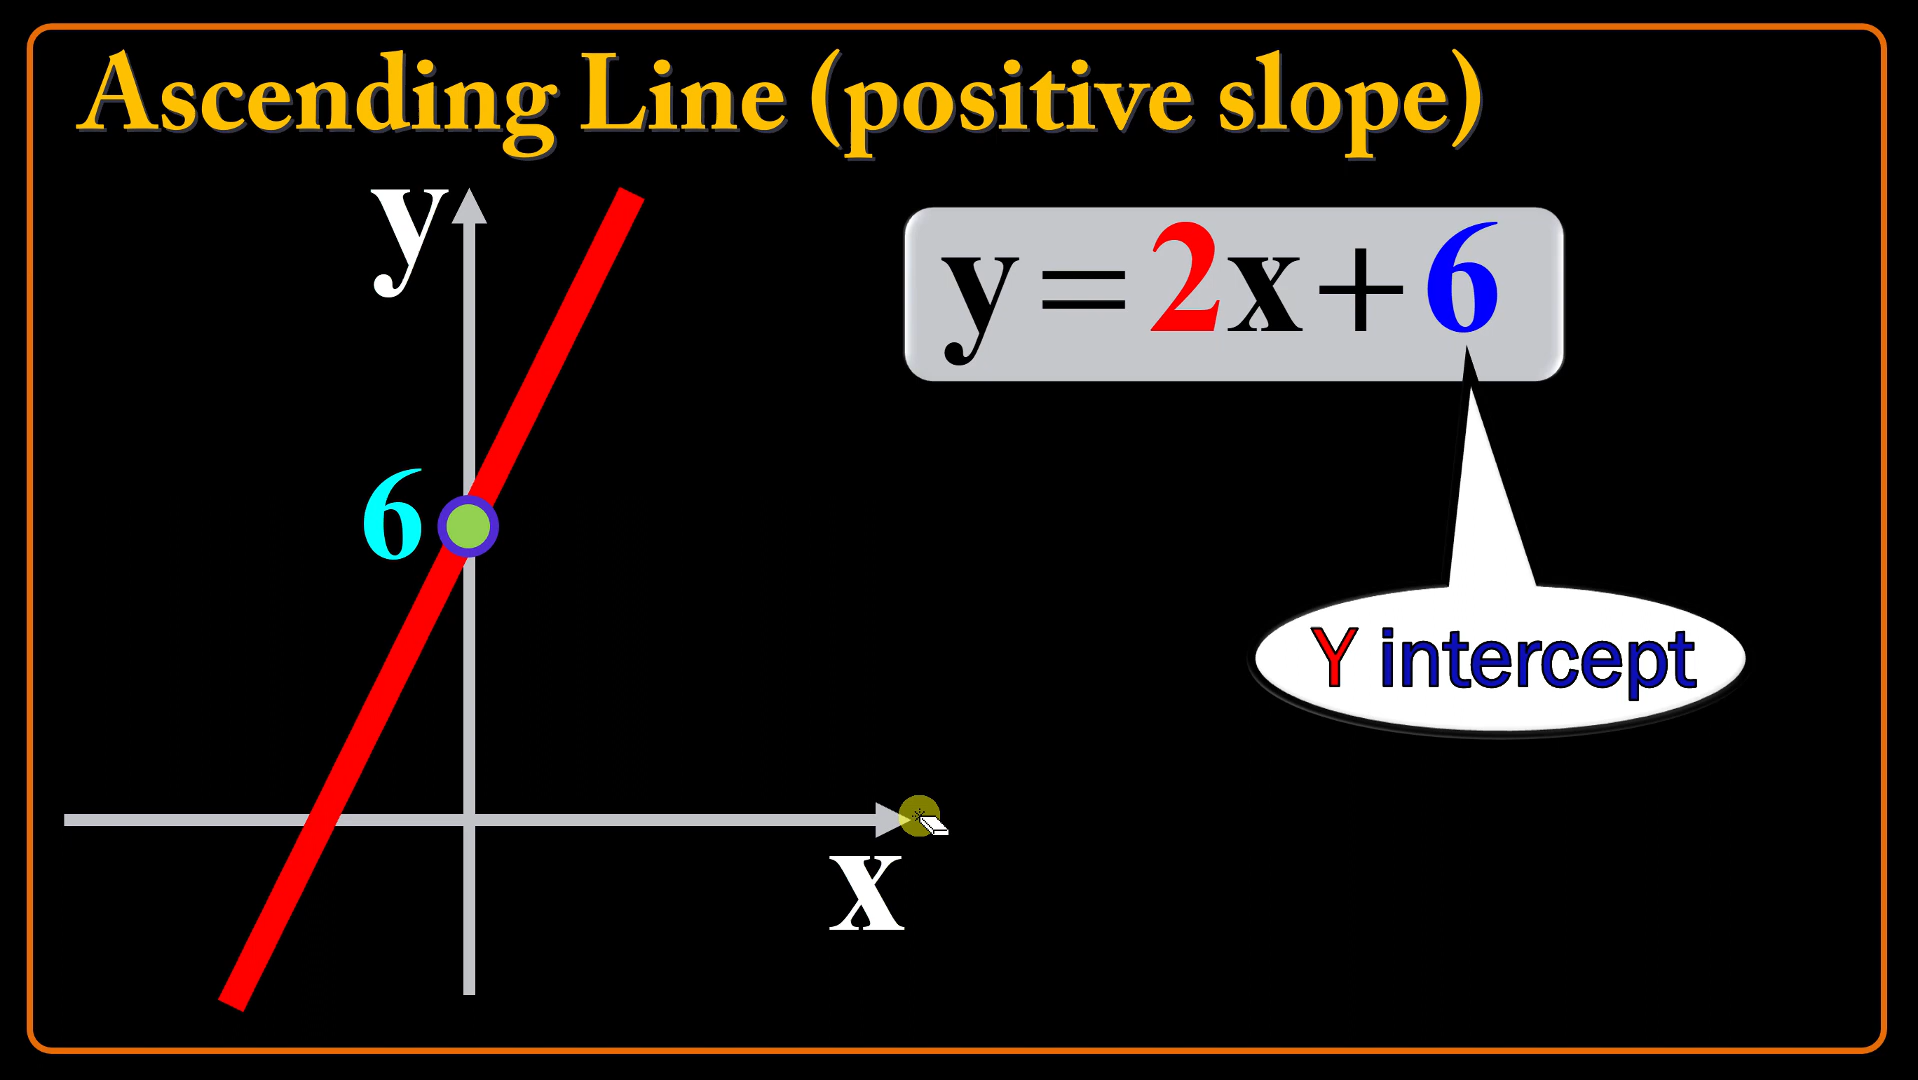 Ascending Line (positive slope)
y
y=2x+6
6
Y intercept
x